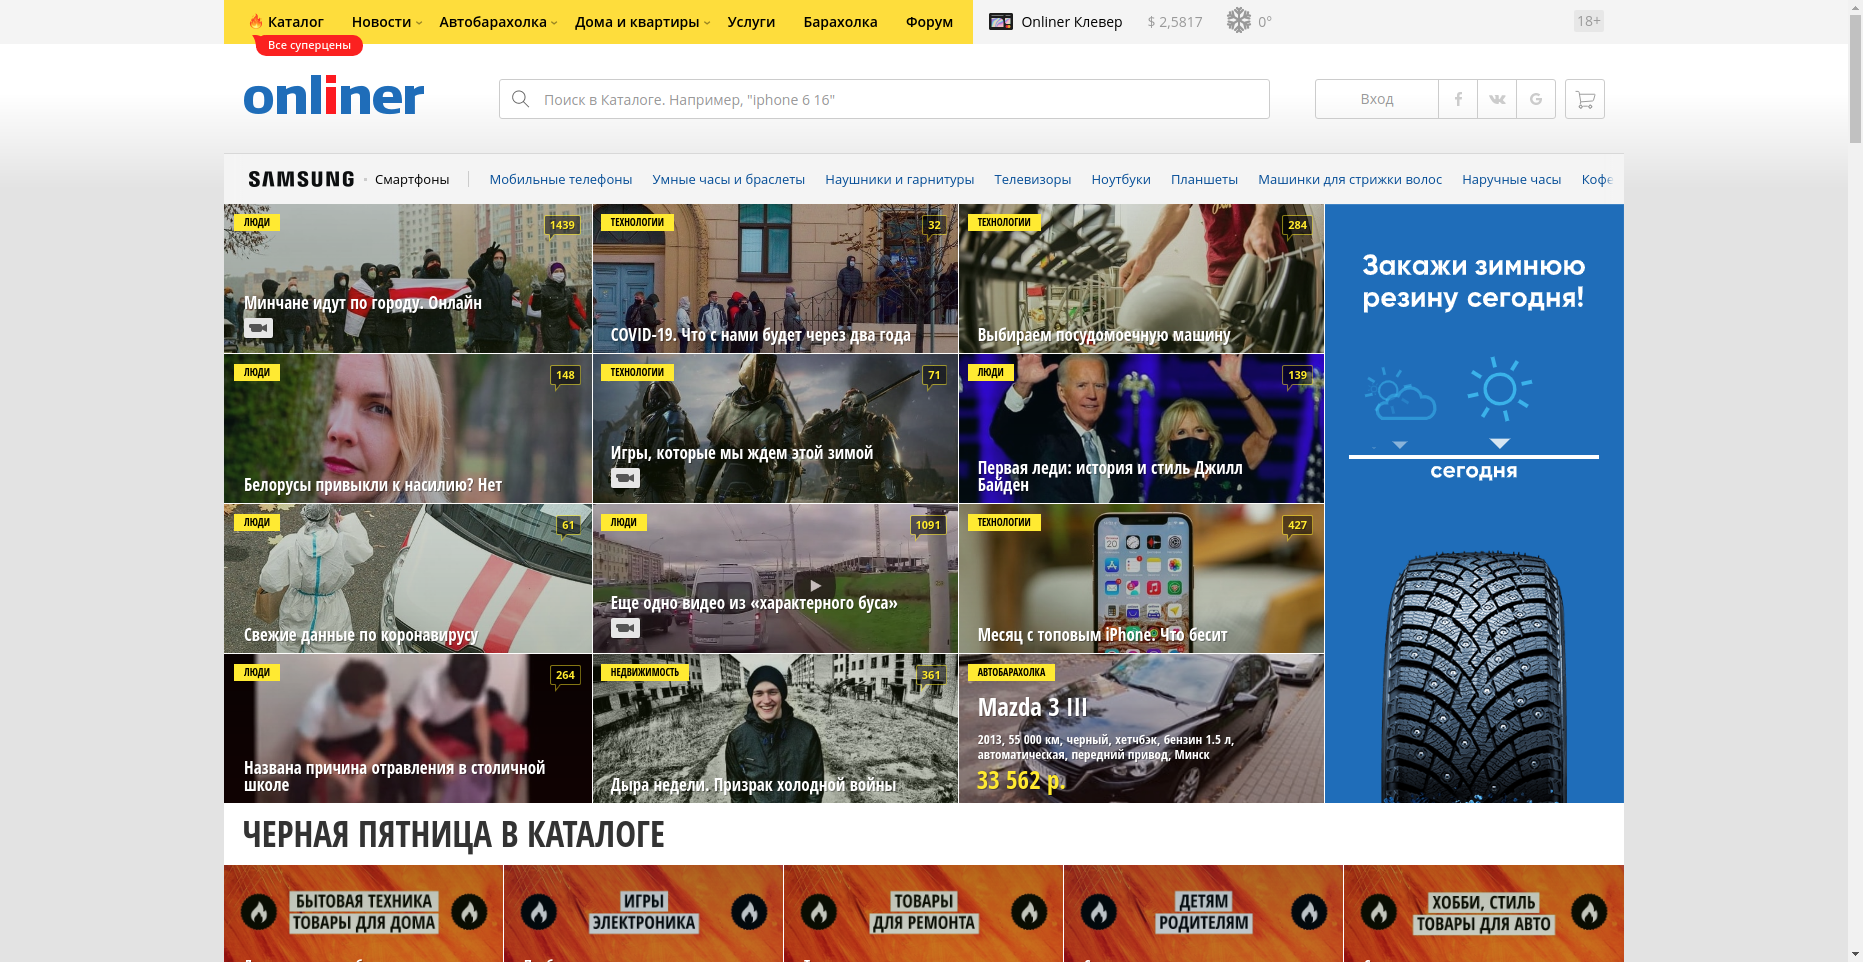 Каталог Новости Автобарахолка Дома и квартиры Услуги Барахолка Форум Onliner Клевер $ 2,5817 0° 18+
Все суперцены
onliner
Поиск в Каталоге. Например, "iphone 6 16"
Вход
SAMSUNG Смартфоны Мобильные телефоны Умные часы и браслеты Наушники и гарнитуры Телевизоры Ноутбуки Планшеты Машинки для стрижки волос Наручные часы Кофе
ЛЮДИ 1439
Минчане идут по городу. Онлайн
ТЕХНОЛОГИИ 32
COVID-19. Что с нами будет через два года
ТЕХНОЛОГИИ 284
Выбираем посудомоечную машину
Закажи зимнюю
резину сегодня!
сегодня
ЛЮДИ 148
Белорусы привыкли к насилию? Нет
ТЕХНОЛОГИИ 71
Игры, которые мы ждем этой зимой
ЛЮДИ 139
Первая леди: история и стиль Джилл
Байден
ЛЮДИ 61
Свежие данные по коронавирусу
ЛЮДИ 1091
Еще одно видео из «характерного буса»
ТЕХНОЛОГИИ 427
Месяц с топовым iPhone. Что бесит
ЛЮДИ 264
Названа причина отравления в столичной
школе
НЕДВИЖИМОСТЬ 361
Дыра недели. Призрак холодной войны
АВТОБАРАХОЛКА
Mazda 3 III
2013, 55 000 км, черный, хетчбэк, бензин 1.5 л,
автоматическая, передний привод, Минск
33 562 р.
ЧЕРНАЯ ПЯТНИЦА В КАТАЛОГЕ
БЫТОВАЯ ТЕХНИКА
ТОВАРЫ ДЛЯ ДОМА
ИГРЫ
ЭЛЕКТРОНИКА
ТОВАРЫ
ДЛЯ РЕМОНТА
ДЕТЯМ
РОДИТЕЛЯМ
ХОББИ, СТИЛЬ
ТОВАРЫ ДЛЯ АВТО